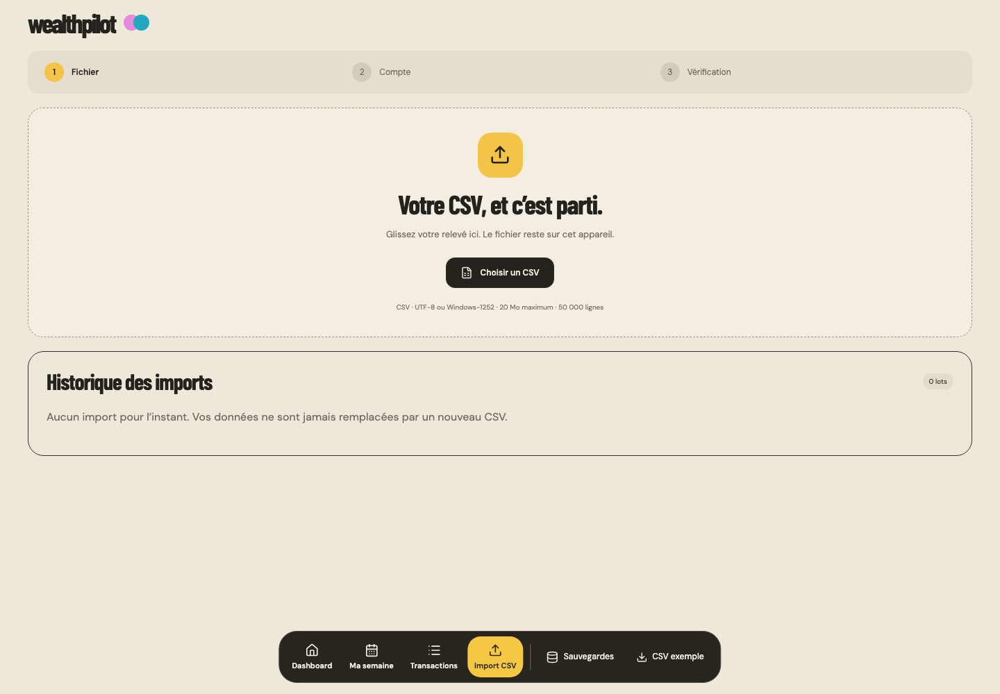 wealthpilot
1 Fichier 2 Compte 3 Vérification
Votre CSV, et c’est parti.
Glissez votre relevé ici. Le fichier reste sur cet appareil.
Choisir un CSV
CSV · UTF-8 ou Windows-1252 · 20 Mo maximum · 50 000 lignes
Historique des imports 0 lots
Aucun import pour l’instant. Vos données ne sont jamais remplacées par un nouveau CSV.
Dashboard Ma semaine Transactions Import CSV Sauvegardes CSV exemple